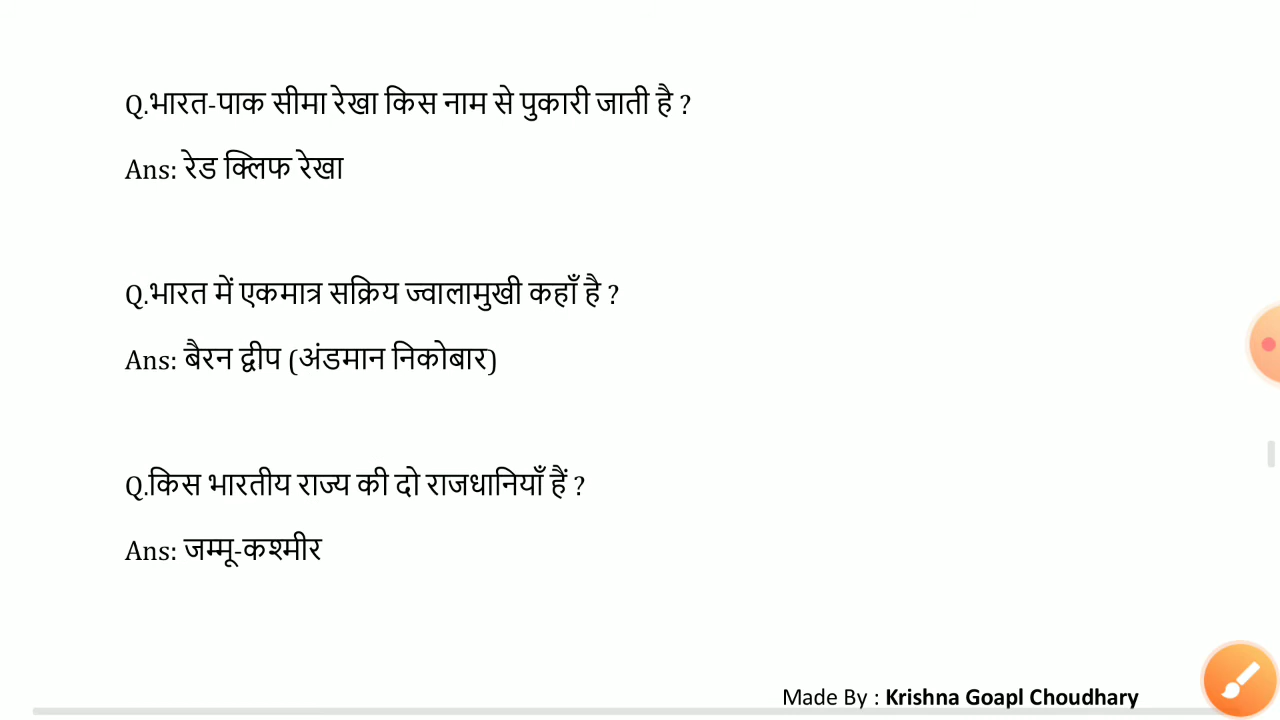 Q.भारत-पाक सीमा रेखा किस नाम से पुकारी जाती है ?
Ans: रेड क्लिफ रेखा
Q.भारत में एकमात्र सक्रिय ज्वालामुखी कहाँ है ?
Ans: बैरन द्वीप (अंडमान निकोबार)
Q.किस भारतीय राज्य की दो राजधानियाँ हैं ?
Ans: जम्मू-कश्मीर
Made By : Krishna Goapl Choudhary